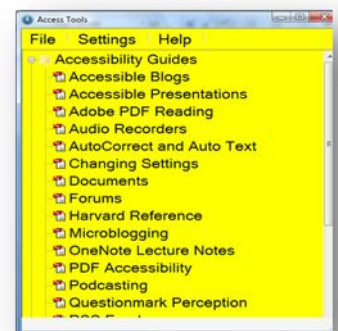 Access Tools
File Settings Help
Accessibility Guides
Accessible Blogs
Accessible Presentations
Adobe PDF Reading
Audio Recorders
AutoCorrect and Auto Text
Changing Settings
Documents
Forums
Harvard Reference
Microblogging
OneNote Lecture Notes
PDF Accessibility
Podcasting
Questionmark Perception